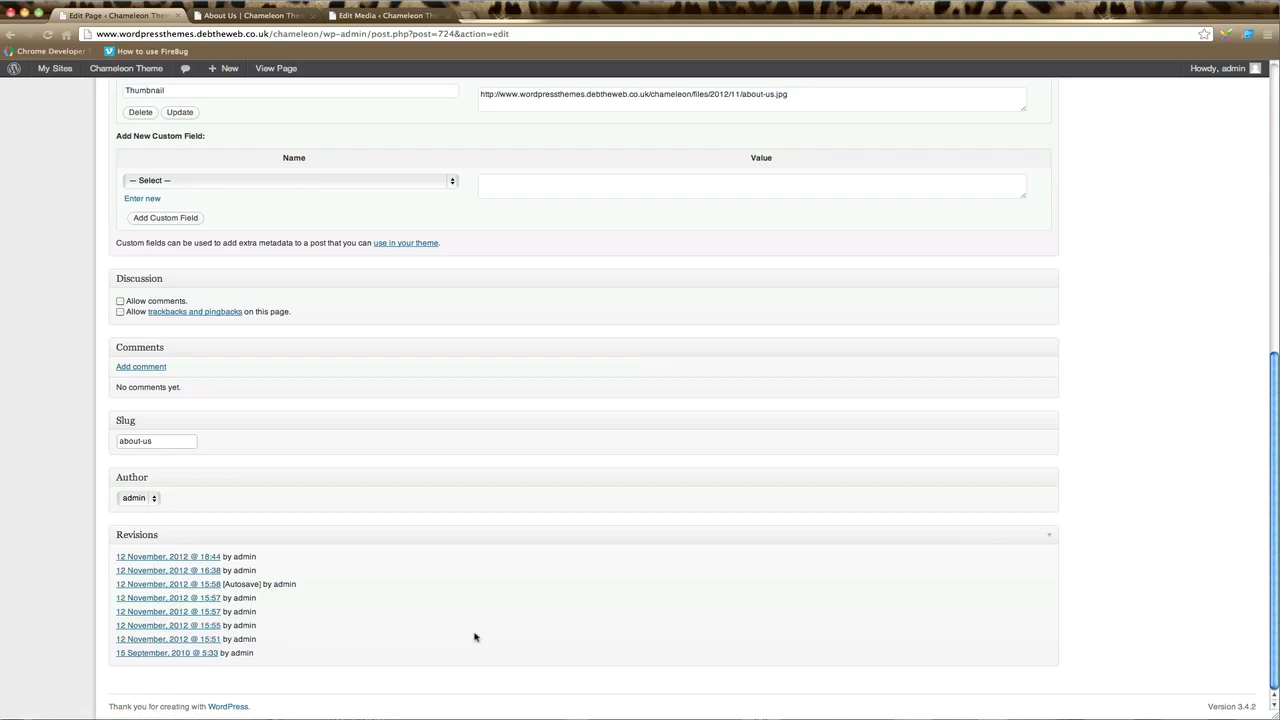 Edit Page ‹ Chameleon Then
About Us | Chameleon Then
Edit Media ‹ Chameleon The
www.wordpressthemes.debtheweb.co.uk/chameleon/wp-admin/post.php?post=724&action=edit
Chrome Developer
How to use FireBug
My Sites
Chameleon Theme
+ New
View Page
Howdy, admin
Thumbnail
http://www.wordpressthemes.debtheweb.co.uk/chameleon/files/2012/11/about-us.jpg
Delete
Update
Add New Custom Field:
Name
Value
— Select —
Enter new
Add Custom Field
Custom fields can be used to add extra metadata to a post that you can use in your theme.
Discussion
Allow comments.
Allow trackbacks and pingbacks on this page.
Comments
Add comment
No comments yet.
Slug
about-us
Author
admin
Revisions
12 November, 2012 @ 18:44 by admin
12 November, 2012 @ 16:38 by admin
12 November, 2012 @ 15:58 [Autosave] by admin
12 November, 2012 @ 15:57 by admin
12 November, 2012 @ 15:57 by admin
12 November, 2012 @ 15:55 by admin
12 November, 2012 @ 15:51 by admin
15 September, 2010 @ 5:33 by admin
Thank you for creating with WordPress.
Version 3.4.2